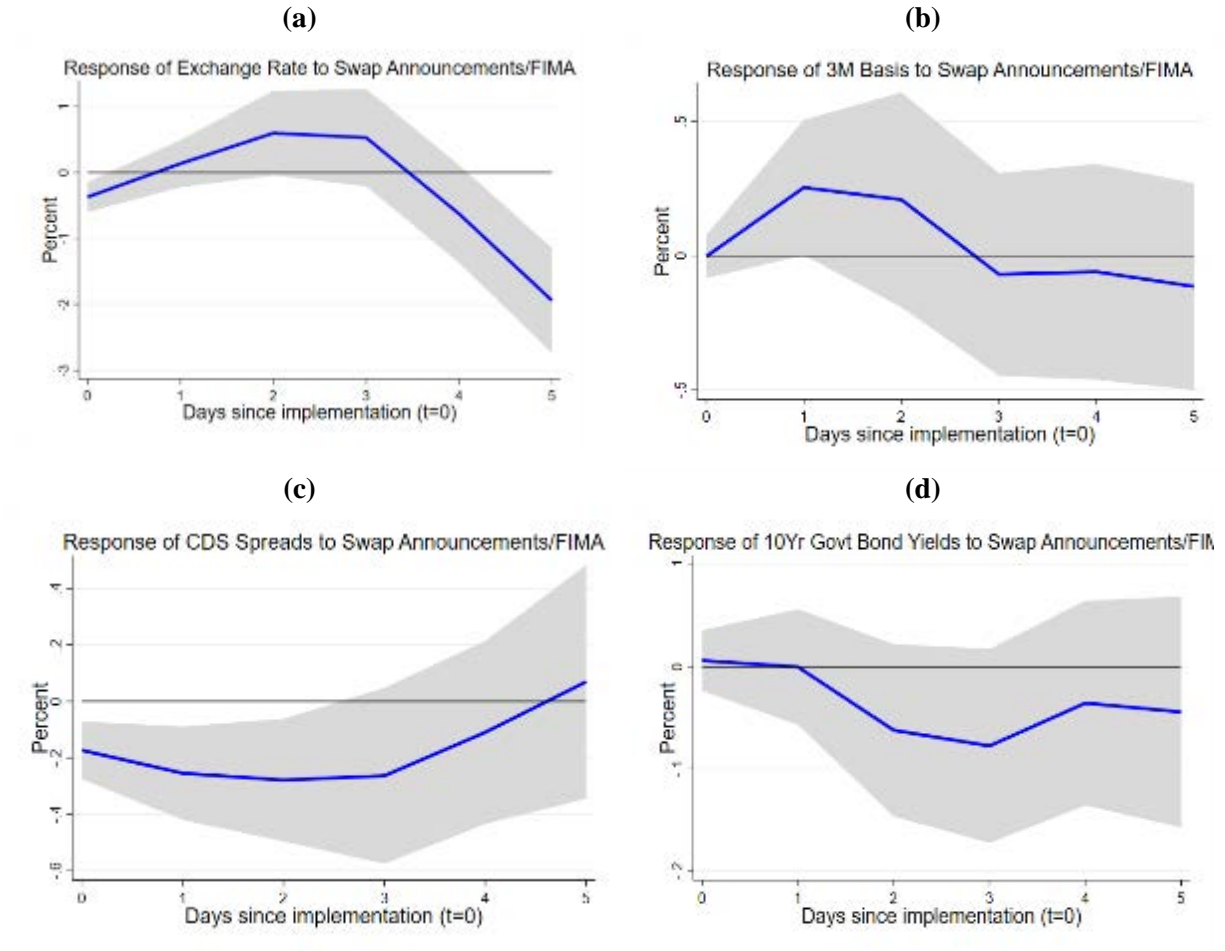 (a)
Response of Exchange Rate to Swap Announcements/FIMA
Percent
1
0
-1
-2
-3
0 1 2 3 4 5
Days since implementation (t=0)
(b)
Response of 3M Basis to Swap Announcements/FIMA
Percent
.5
0
-.5
0 1 2 3 4 5
Days since implementation (t=0)
(c)
Response of CDS Spreads to Swap Announcements/FIMA
Percent
.4
.2
0
-.2
-.4
-.6
0 1 2 3 4 5
Days since implementation (t=0)
(d)
Response of 10Yr Govt Bond Yields to Swap Announcements/FIM
Percent
.1
0
-.1
-.2
0 1 2 3 4 5
Days since implementation (t=0)